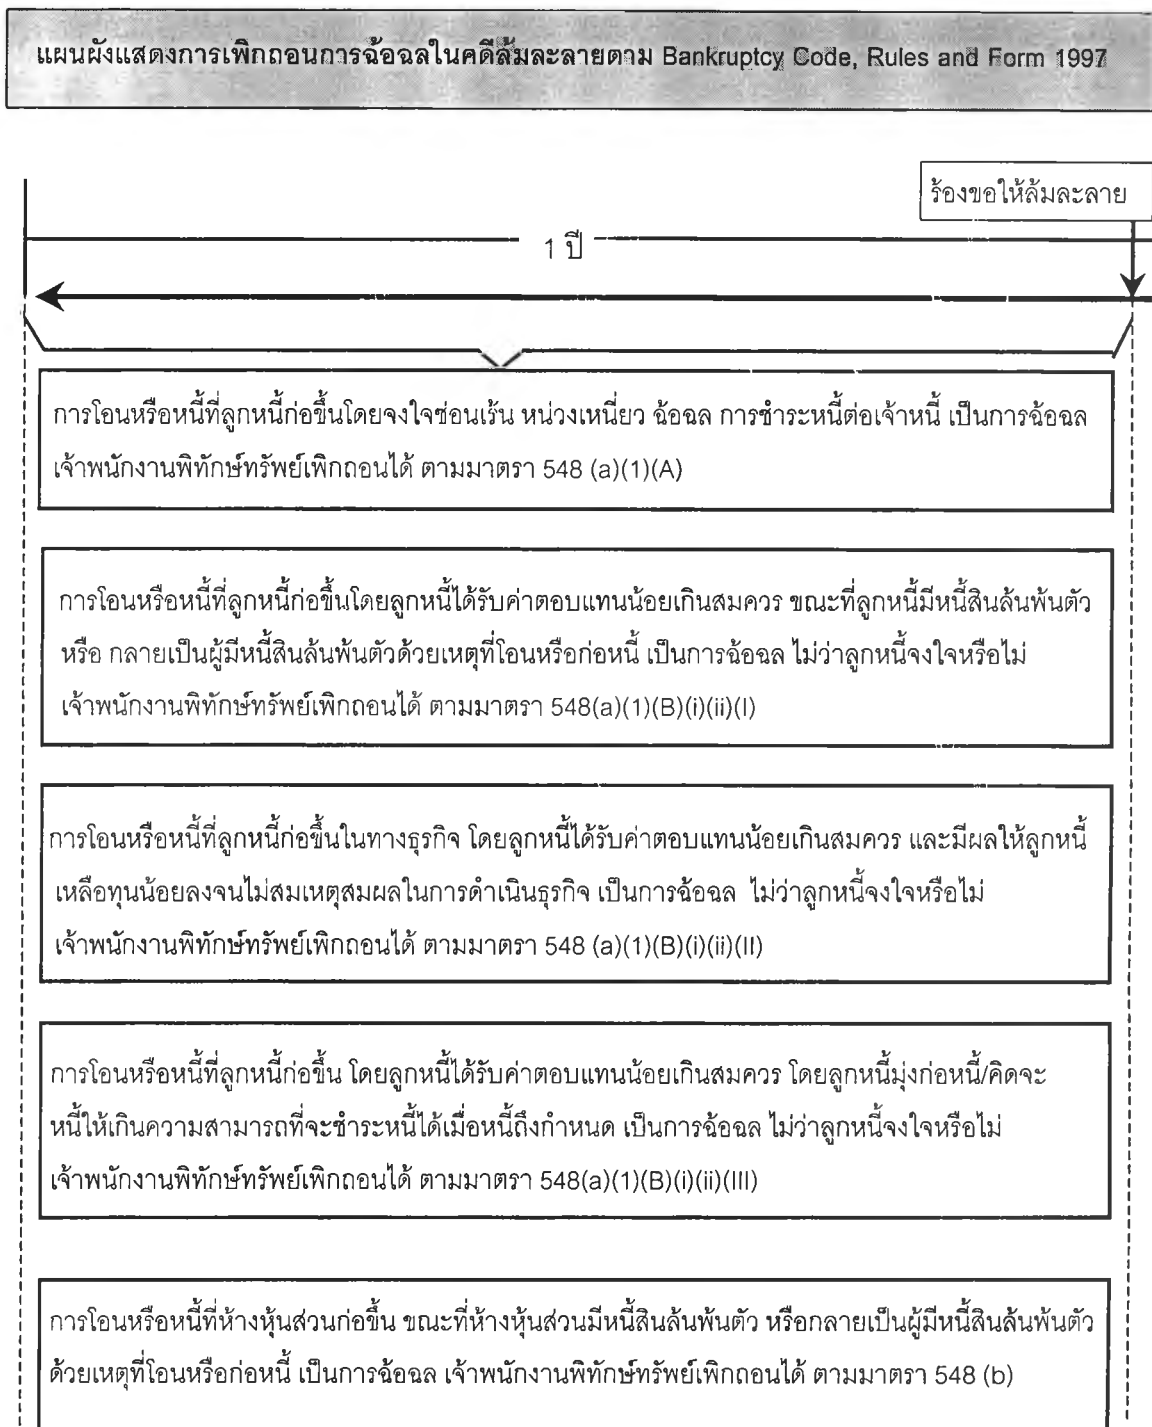 แผนผังแสดงการเพิกถอนการฉ้อฉลในคดีล้มละลายตาม Bankruptcy Code, Rules and Form 1997
ร้องขอให้ล้มละลาย
1 ปี
การโอนหรือหนี้ที่ลูกหนี้ก่อขึ้นโดยจงใจซ่อนเร้น หน่วงเหนี่ยว ฉ้อฉล การชำระหนี้ต่อเจ้าหนี้ เป็นการฉ้อฉล
เจ้าพนักงานพิทักษ์ทรัพย์เพิกถอนได้ ตามมาตรา 548 (a)(1)(A)
การโอนหรือหนี้ที่ลูกหนี้ก่อขึ้นโดยลูกหนี้ได้รับค่าตอบแทนน้อยเกินสมควร ขณะที่ลูกหนี้มีหนี้สินล้นพ้นตัว
หรือ กลายเป็นผู้มีหนี้สินล้นพ้นตัวด้วยเหตุที่โอนหรือก่อหนี้ เป็นการฉ้อฉล ไม่ว่าลูกหนี้จงใจหรือไม่
เจ้าพนักงานพิทักษ์ทรัพย์เพิกถอนได้ ตามมาตรา 548(a)(1)(B)(i)(ii)(I)
การโอนหรือหนี้ที่ลูกหนี้ก่อขึ้นในทางธุรกิจ โดยลูกหนี้ได้รับค่าตอบแทนน้อยเกินสมควร และมีผลให้ลูกหนี้
เหลือทุนน้อยลงจนไม่สมเหตุสมผลในการดำเนินธุรกิจ เป็นการฉ้อฉล ไม่ว่าลูกหนี้จงใจหรือไม่
เจ้าพนักงานพิทักษ์ทรัพย์เพิกถอนได้ ตามมาตรา 548 (a)(1)(B)(i)(ii)(II)
การโอนหรือหนี้ที่ลูกหนี้ก่อขึ้น โดยลูกหนี้ได้รับค่าตอบแทนน้อยเกินสมควร โดยลูกหนี้มุ่งก่อหนี้/คิดจะ
หนี้ให้เกินความสามารถที่จะชำระหนี้ได้เมื่อหนี้ถึงกำหนด เป็นการฉ้อฉล ไม่ว่าลูกหนี้จงใจหรือไม่
เจ้าพนักงานพิทักษ์ทรัพย์เพิกถอนได้ ตามมาตรา 548(a)(1)(B)(i)(ii)(III)
การโอนหรือหนี้ที่ห้างหุ้นส่วนก่อขึ้น ขณะที่ห้างหุ้นส่วนมีหนี้สินล้นพ้นตัว หรือกลายเป็นผู้มีหนี้สินล้นพ้นตัว
ด้วยเหตุที่โอนหรือก่อหนี้ เป็นการฉ้อฉล เจ้าพนักงานพิทักษ์ทรัพย์เพิกถอนได้ ตามมาตรา 548 (b)